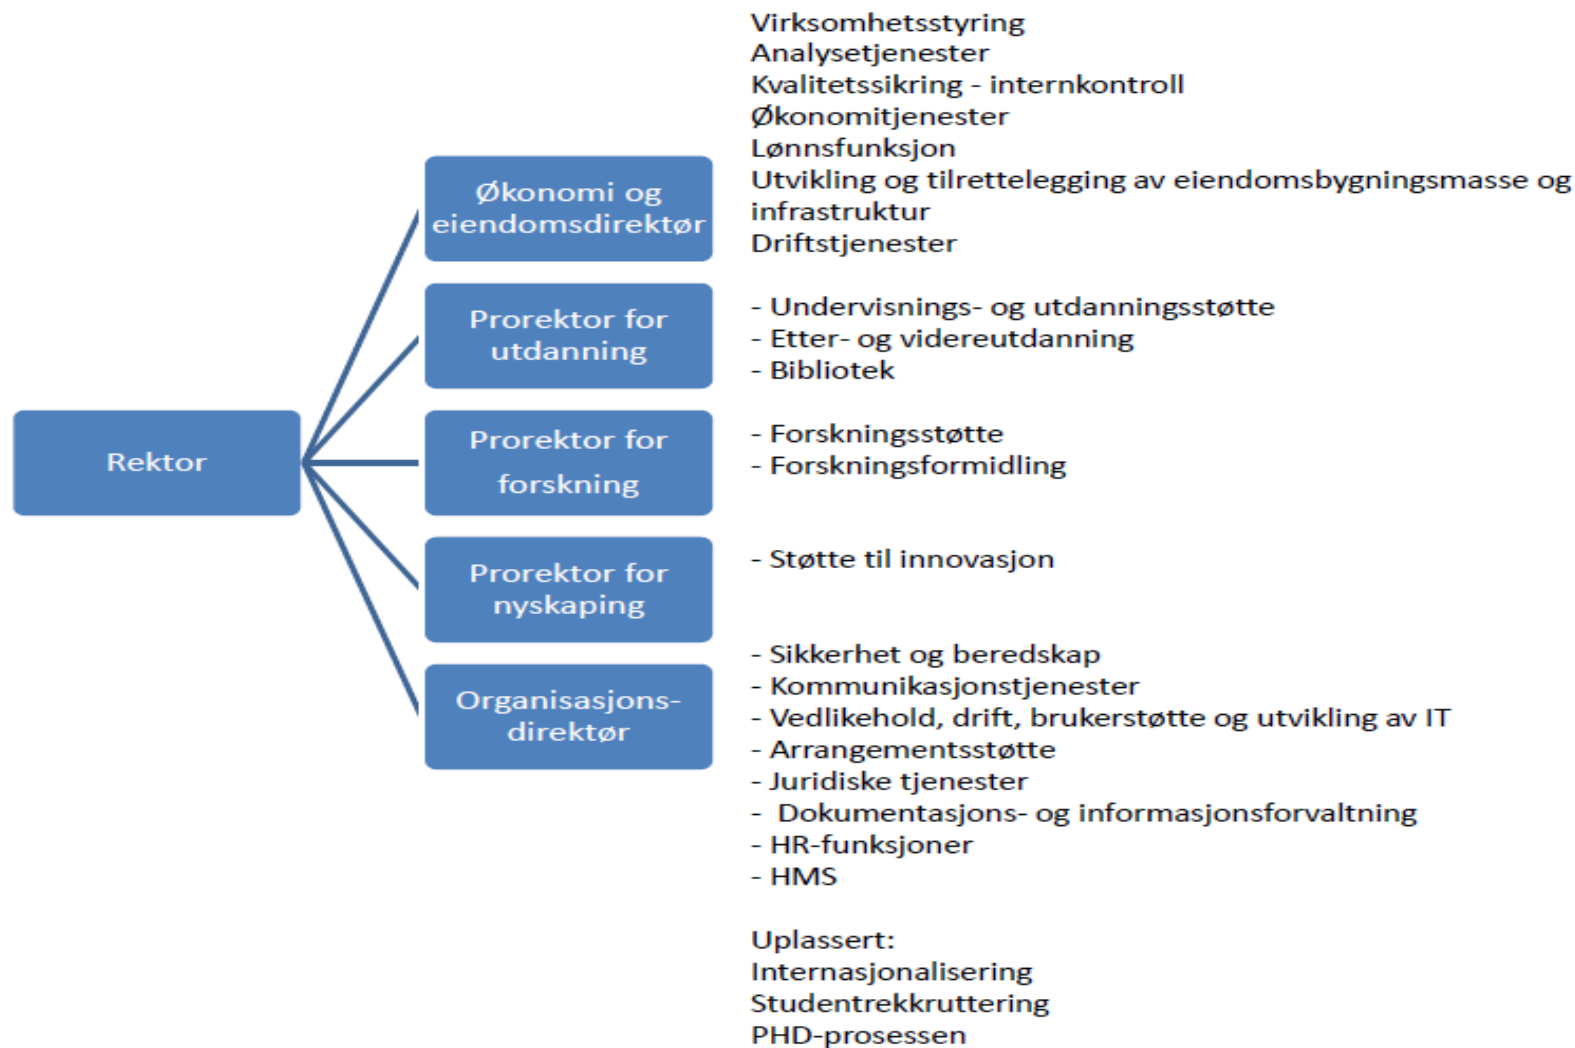 Virksomhetsstyring
Analysetjenester
Kvalitetssikring - internkontroll
Økonomitjenester
Lønnsfunksjon
Utvikling og tilrettelegging av eiendomsbygningsmasse og
infrastruktur
Driftstjenester
Økonomi og
eiendomsdirektør
Prorektor for
utdanning
- Undervisnings- og utdanningsstøtte
- Etter- og videreutdanning
- Bibliotek
Rektor
Prorektor for
forskning
- Forskningsstøtte
- Forskningsformidling
Prorektor for
nyskaping
- Støtte til innovasjon
Organisasjons-
direktør
- Sikkerhet og beredskap
- Kommunikasjonstjenester
- Vedlikehold, drift, brukerstøtte og utvikling av IT
- Arrangementsstøtte
- Juridiske tjenester
-  Dokumentasjons- og informasjonsforvaltning
- HR-funksjoner
- HMS
Uplassert:
Internasjonalisering
Studentrekkruttering
PHD-prosessen